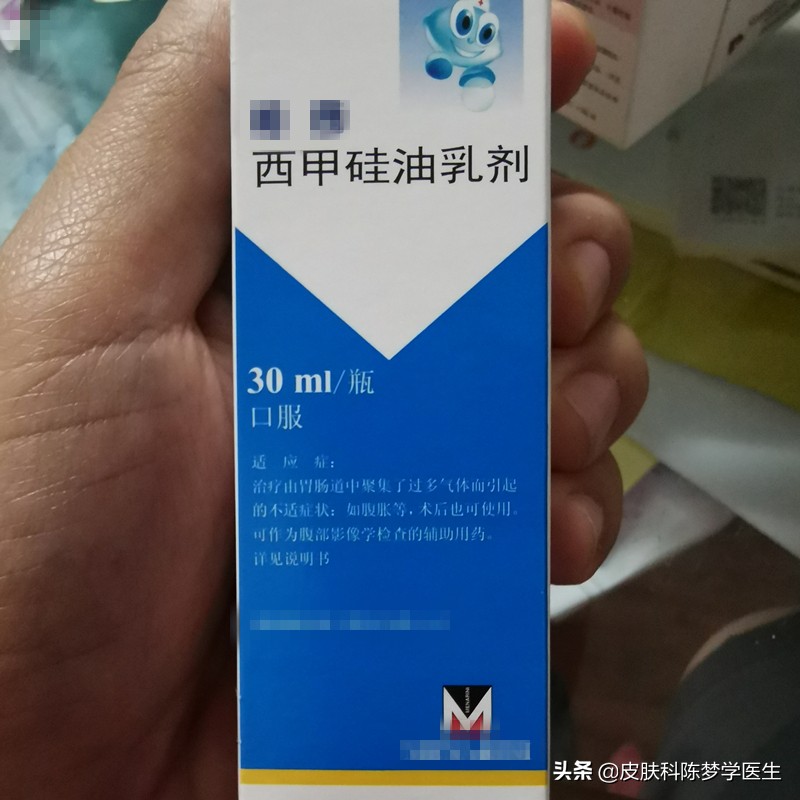 西甲硅油乳剂
30 ml/瓶
口服
适 应 症:
治疗由胃肠道中聚集了过多气体而引起
的不适症状:如腹胀等,术后也可使用。
可作为腹部影像学检查的辅助用药。
详见说明书
MENARINI
头条 @皮肤科陈梦学医生